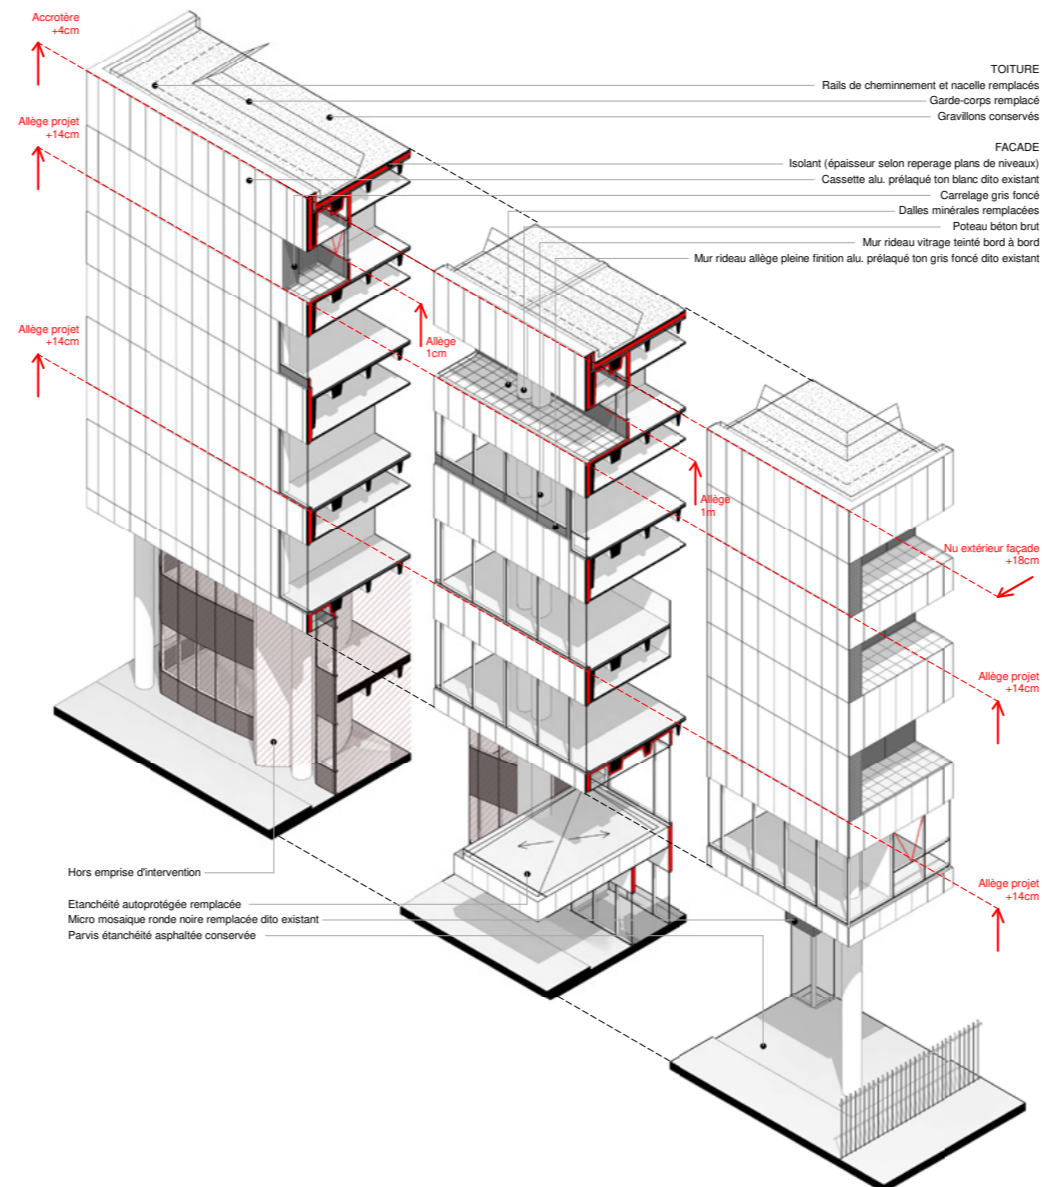 Accrotère
+4cm
Allège projet
+14cm
Allège projet
+14cm
TOITURE
Rails de cheminnement et nacelle remplacés
Garde-corps remplacé
Gravillons conservés
FACADE
Isolant (épaisseur selon reperage plans de niveaux)
Cassette alu. prélaqué ton blanc dito existant
Carrelage gris foncé
Dalles minérales remplacées
Poteau béton brut
Mur rideau vitrage teinté bord à bord
Mur rideau allège pleine finition alu. prélaqué ton gris foncé dito existant
Allège
1cm
Allège
1m
Nu extérieur façade
+18cm
Allège projet
+14cm
Allège projet
+14cm
Hors emprise d'intervention
Etanchéité autoprotégée remplacée
Micro mosaique ronde noire remplacée dito existant
Parvis étanchéité asphaltée conservée